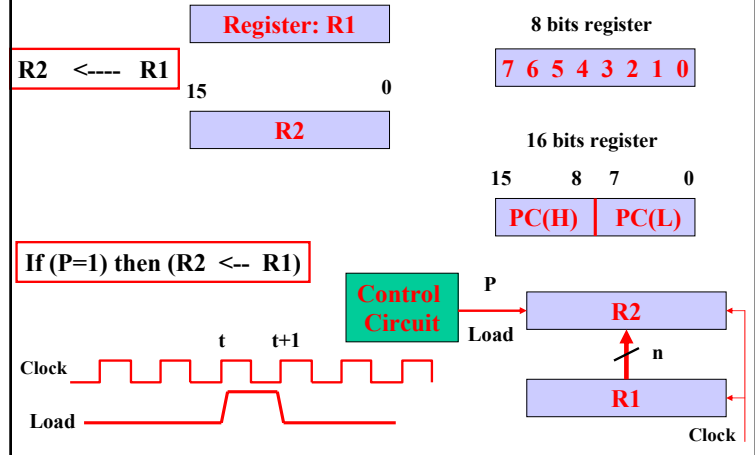 Register: R1
8 bits register
R2 <---- R1
7 6 5 4 3 2 1 0
15 0
R2
16 bits register
15 8 7 0
PC(H) PC(L)
If (P=1) then (R2 <-- R1)
Control
Circuit
P
Load
R2
n
R1
Clock
t t+1
Clock
Load